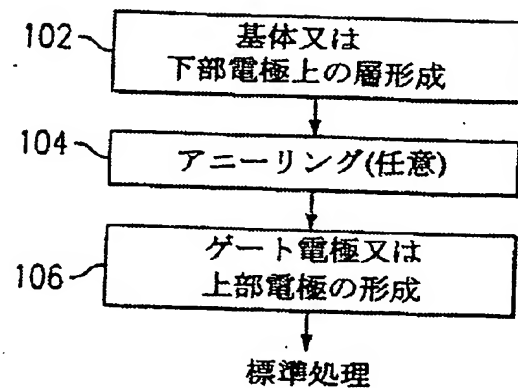 102
基体又は
下部電極上の層形成
104
アニーリング(任意)
106
ゲート電極又は
上部電極の形成
標準処理